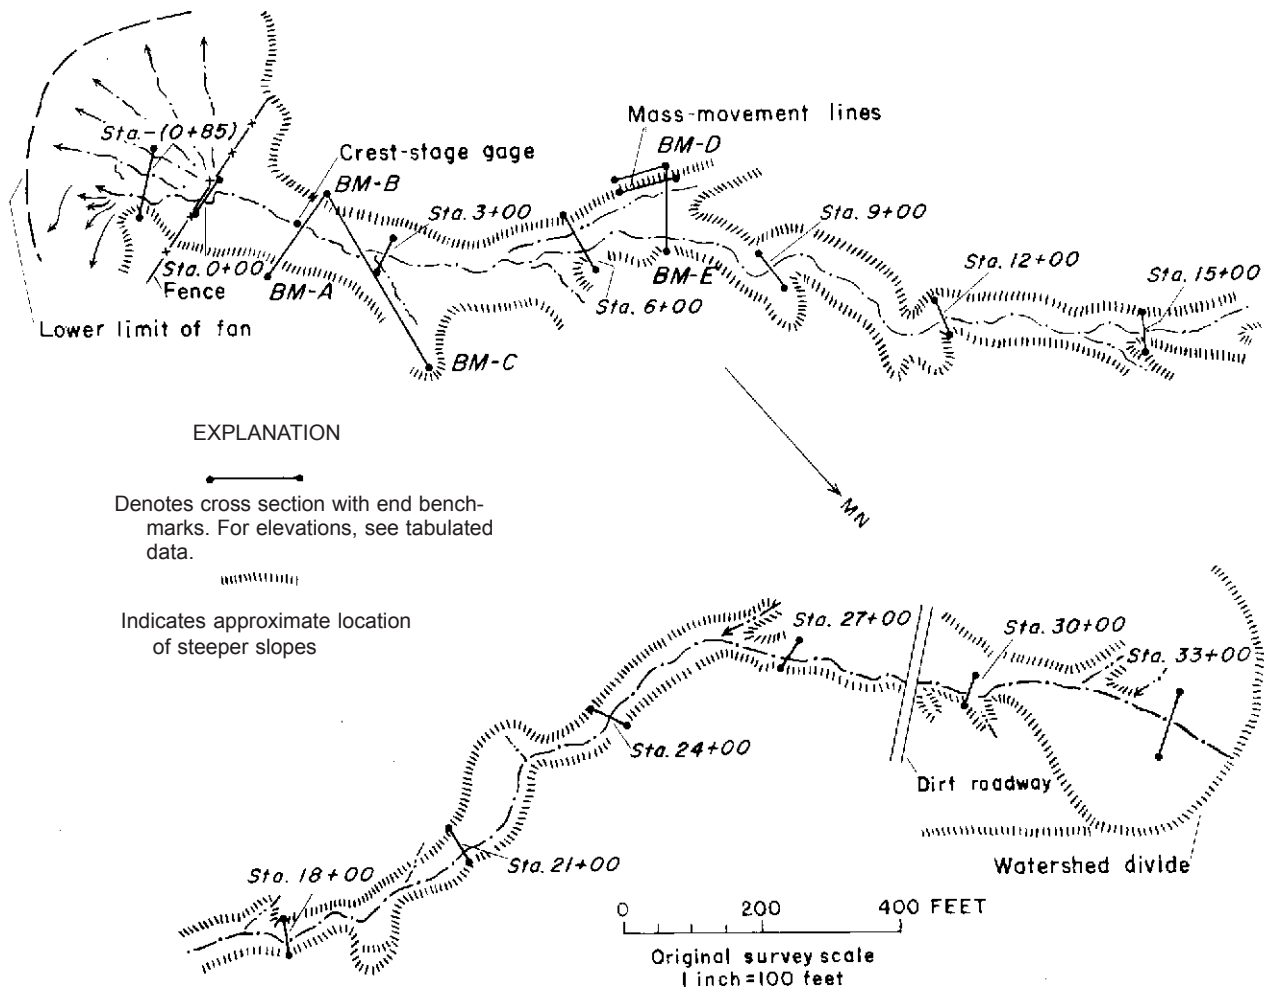 Mass-movement lines
Sta.-(0+85)
BM-D
Crest-stage gage
BM-B
Sta. 3+00
Sta. 9+00
Sta. 12+00
Sta. 15+00
Sta. 0+00
Fence
BM-A
BM-E
Sta. 6+00
Lower limit of fan
BM-C
EXPLANATION
Denotes cross section with end bench-
marks. For elevations, see tabulated
data.
MN
Indicates approximate location
of steeper slopes
Sta. 27+00
Sta. 30+00
Sta. 33+00
Sta. 24+00
Dirt roadway
Sta. 21+00
Watershed divide
Sta. 18+00
0 200 400 FEET
Original survey scale
1 inch=100 feet